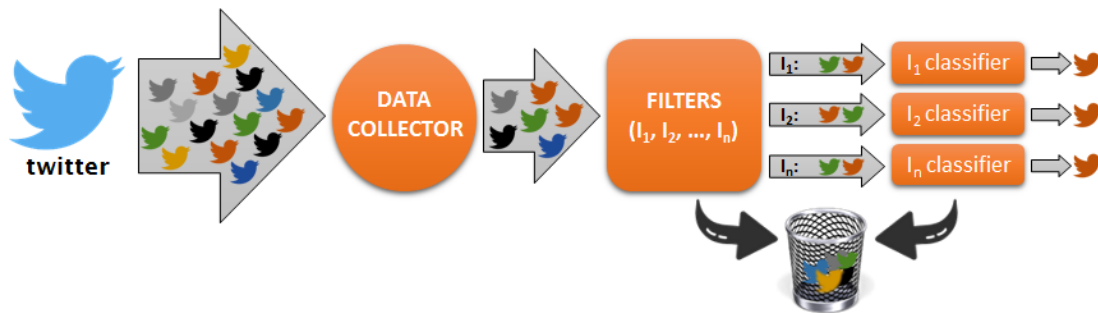 twitter
DATA
COLLECTOR
FILTERS
(I₁, I₂, ..., Iₙ)
I₁:
I₁ classifier
I₂:
I₂ classifier
Iₙ:
Iₙ classifier